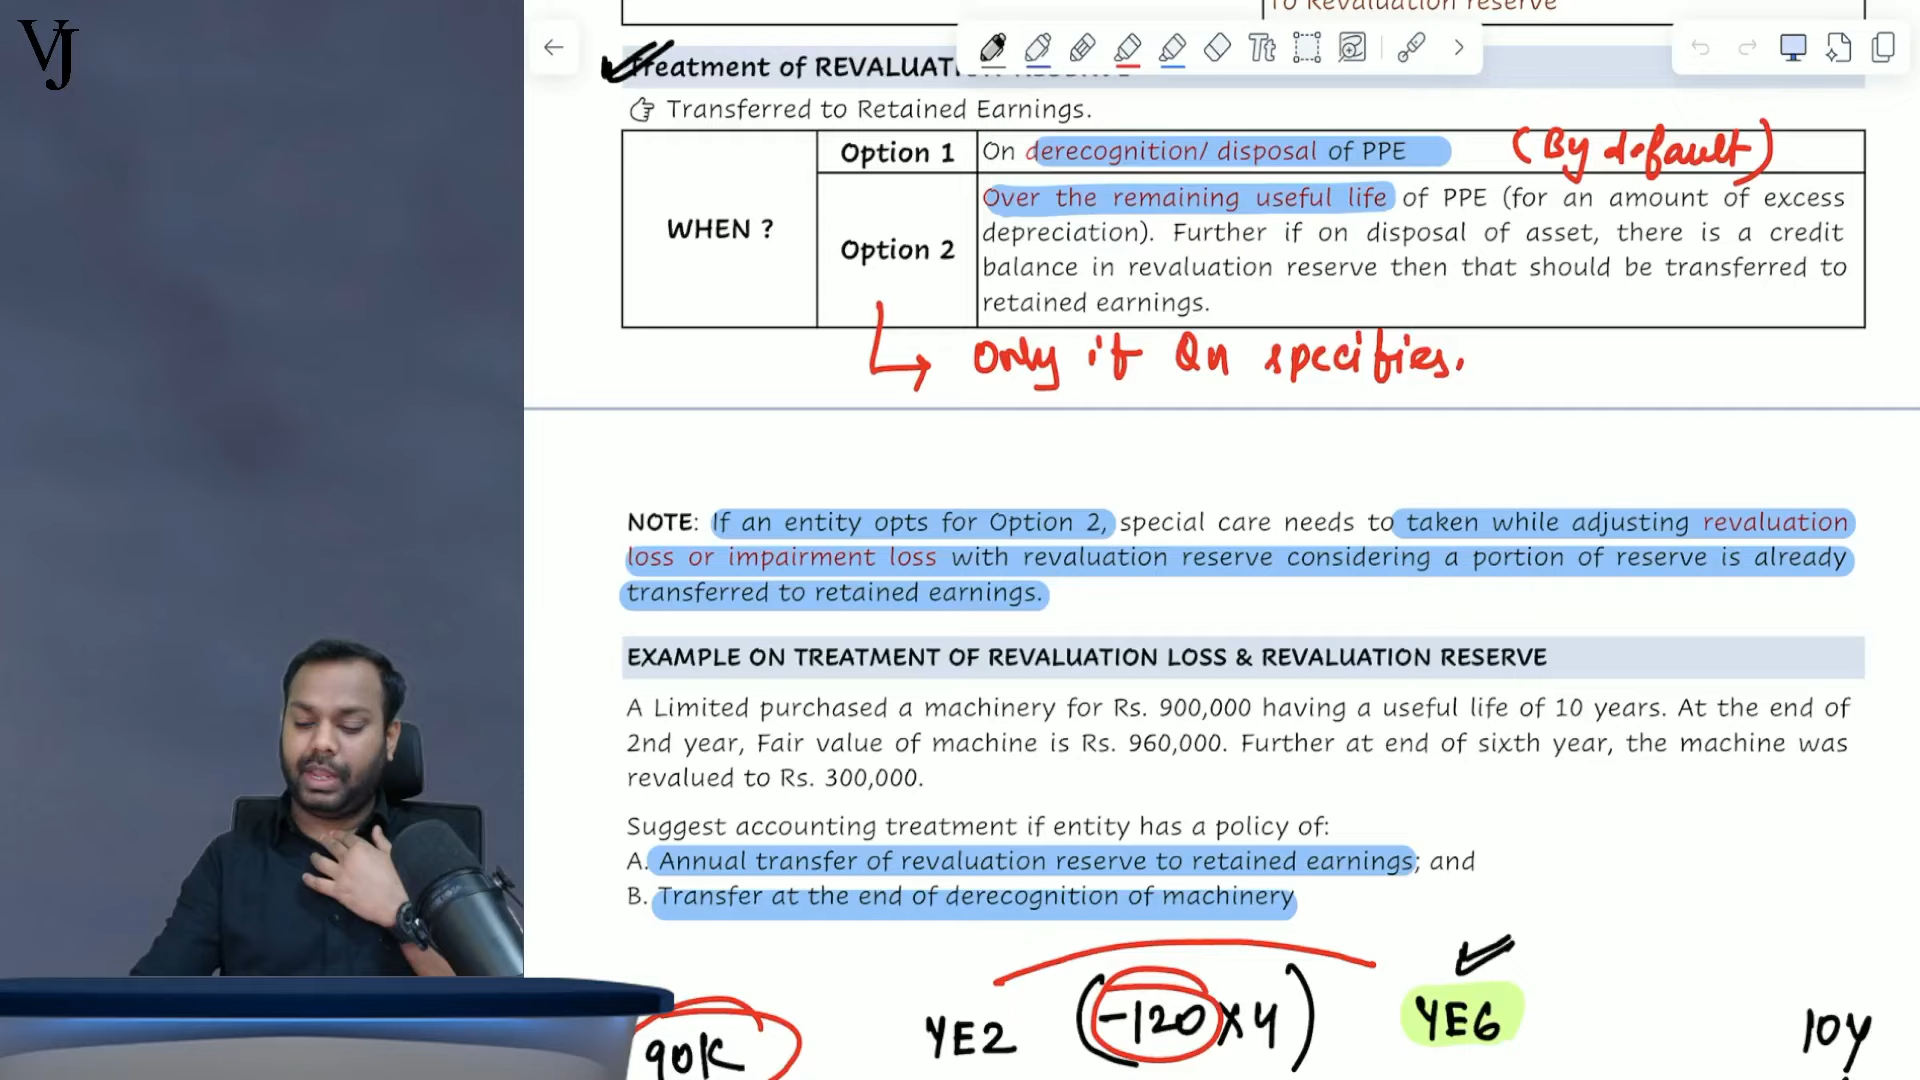 VJ
To Revaluation reserve
Treatment of REVALUATION RESERVE
Tt
☞ Transferred to Retained Earnings.
WHEN ?
Option 1
On derecognition/ disposal of PPE
(By default)
Option 2
Over the remaining useful life of PPE (for an amount of excess
depreciation). Further if on disposal of asset, there is a credit
balance in revaluation reserve then that should be transferred to
retained earnings.
Only if Qn specifies.
NOTE: If an entity opts for Option 2, special care needs to taken while adjusting revaluation
loss or impairment loss with revaluation reserve considering a portion of reserve is already
transferred to retained earnings.
EXAMPLE ON TREATMENT OF REVALUATION LOSS & REVALUATION RESERVE
A Limited purchased a machinery for Rs. 900,000 having a useful life of 10 years. At the end of
2nd year, Fair value of machine is Rs. 960,000. Further at end of sixth year, the machine was
revalued to Rs. 300,000.
Suggest accounting treatment if entity has a policy of:
A. Annual transfer of revaluation reserve to retained earnings; and
B. Transfer at the end of derecognition of machinery
90K YE2 (-120 x 4) YE6 10y